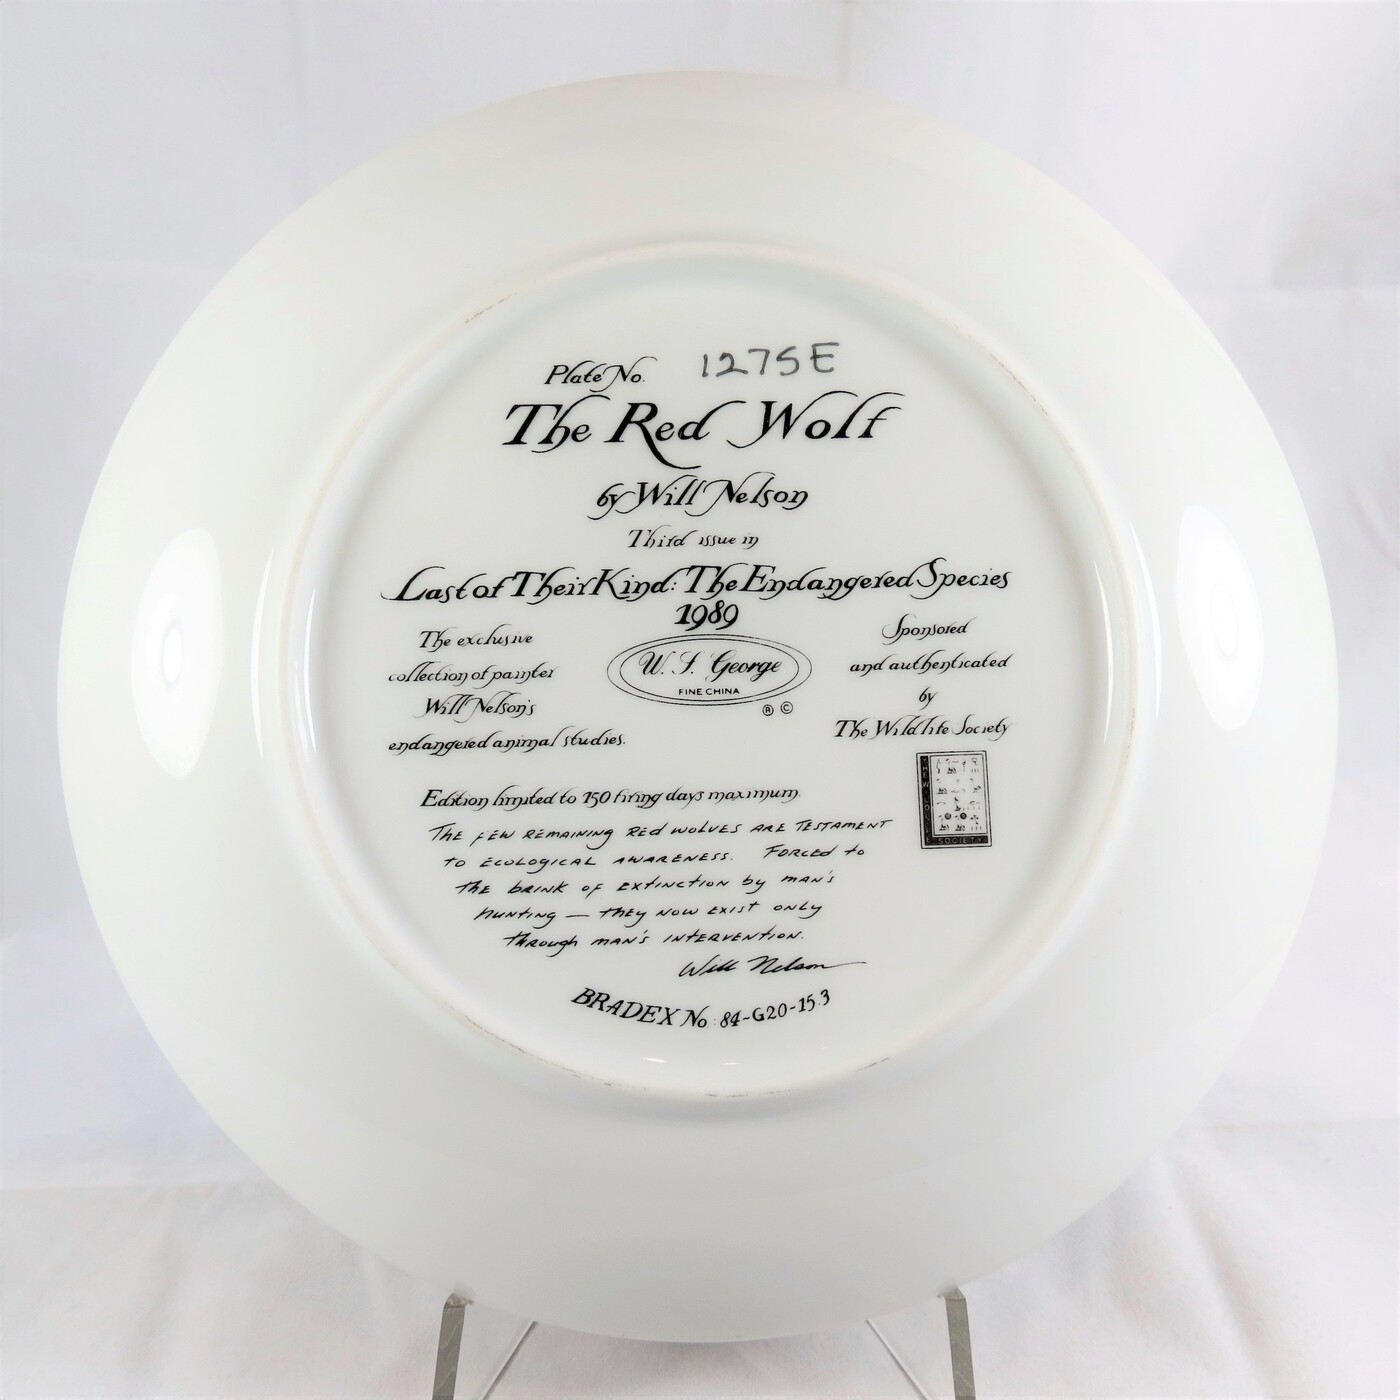 Plate No. 1275E
The Red Wolf
by Will Nelson
Third issue in
Last of Their Kind: The Endangered Species
1989
The exclusive
collection of painter
Will Nelson's
endangered animal studies.
W. S. George
FINE CHINA
® ©
Sponsored
and authenticated
by
The Wildlife Society
THE WILDLIFE
SOCIETY
Edition limited to 150 firing days maximum.
THE FEW REMAINING RED WOLVES ARE TESTAMENT
TO ECOLOGICAL AWARENESS. FORCED TO
THE BRINK OF EXTINCTION BY MAN'S
HUNTING — THEY NOW EXIST ONLY
THROUGH MAN'S INTERVENTION.
Will Nelson
BRADEX No. 84-G20-15.3